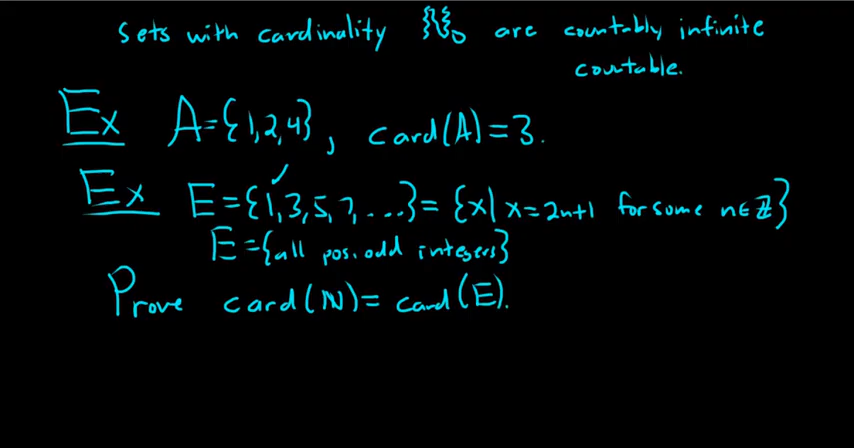 Sets with cardinality ℵ₀ are countably infinite
countable.
Ex A={1,2,4}, card(A)=3.
Ex E={1,3,5,7,...}={x|x=2n+1 for some n∈ℤ}
E={all pos. odd integers}
Prove card(ℕ)=card(E).